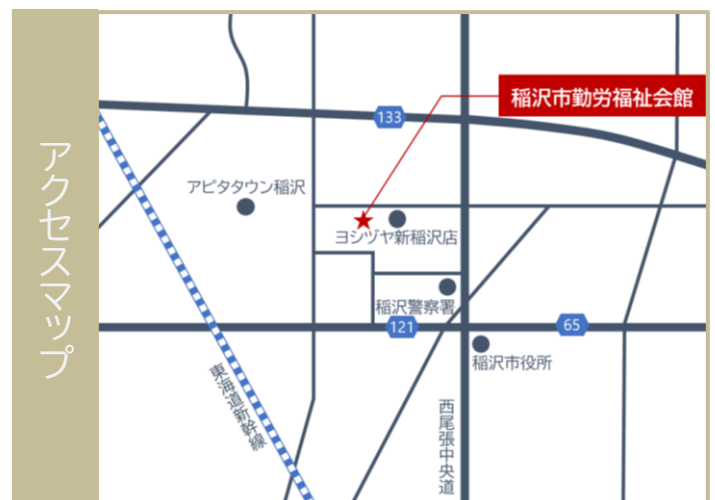 アクセスマップ
稲沢市勤労福祉会館
133
アピタタウン稲沢
ヨシヅヤ新稲沢店
稲沢警察署
121
65
稲沢市役所
東海道新幹線
西尾張中央道